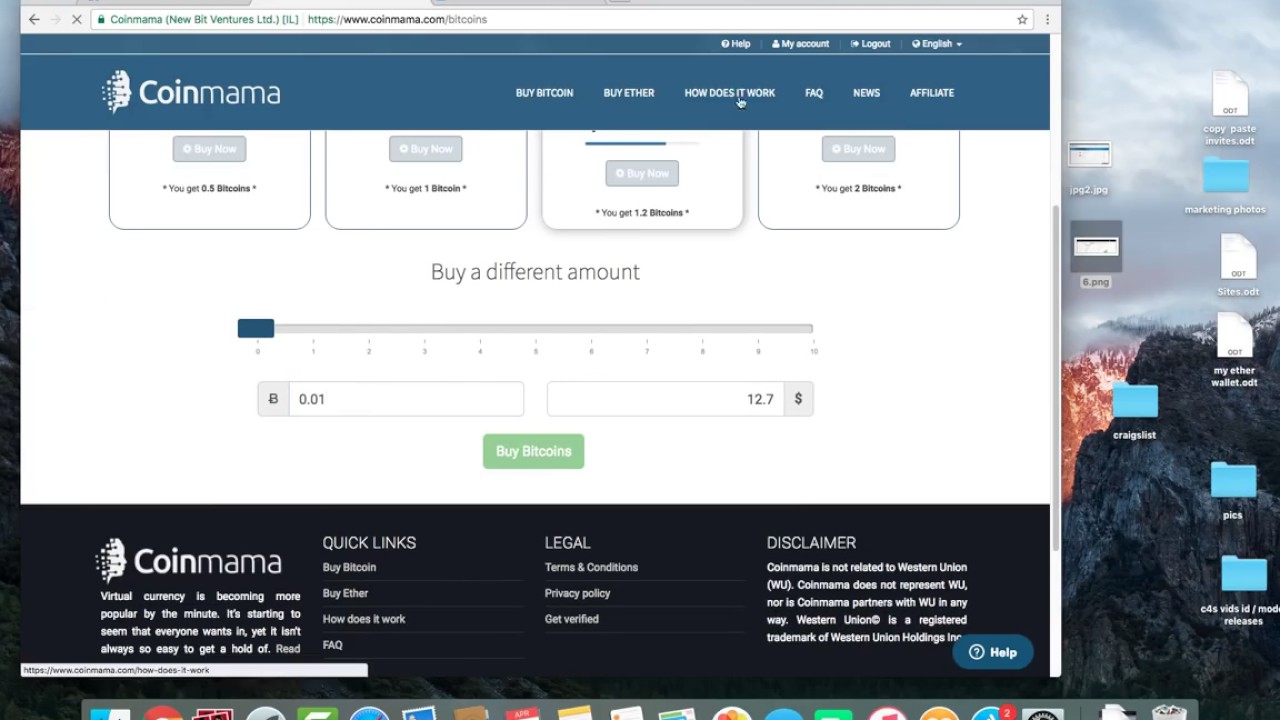 Coinmama (New Bit Ventures Ltd.) [IL] https://www.coinmama.com/bitcoins
Help My account Logout English
Coinmama BUY BITCOIN BUY ETHER HOW DOES IT WORK FAQ NEWS AFFILIATE
Buy Now Buy Now Buy Now Buy Now
* You get 0.5 Bitcoins * * You get 1 Bitcoin * * You get 1.2 Bitcoins * * You get 2 Bitcoins *
Buy a different amount
0 1 2 3 4 5 6 7 8 9 10
0.01 12.7 $
Buy Bitcoins
Coinmama
Virtual currency is becoming more
popular by the minute. It's starting to
seem that everyone wants in, yet it isn't
always so easy to get a hold of. Read
QUICK LINKS
Buy Bitcoin
Buy Ether
How does it work
FAQ
LEGAL
Terms & Conditions
Privacy policy
Get verified
DISCLAIMER
Coinmama is not related to Western Union
(WU). Coinmama does not represent WU,
nor is Coinmama partners with WU in any
way. Western Union© is a registered
trademark of Western Union Holdings Inc
Help
https://www.coinmama.com/how-does-it-work
ODT
copy paste
invites.odt
jpg2.jpg
marketing photos
6.png
ODT
Sites.odt
ODT
my ether
wallet.odt
craigslist
pics
c4s vids id / mode
releases
APR
2